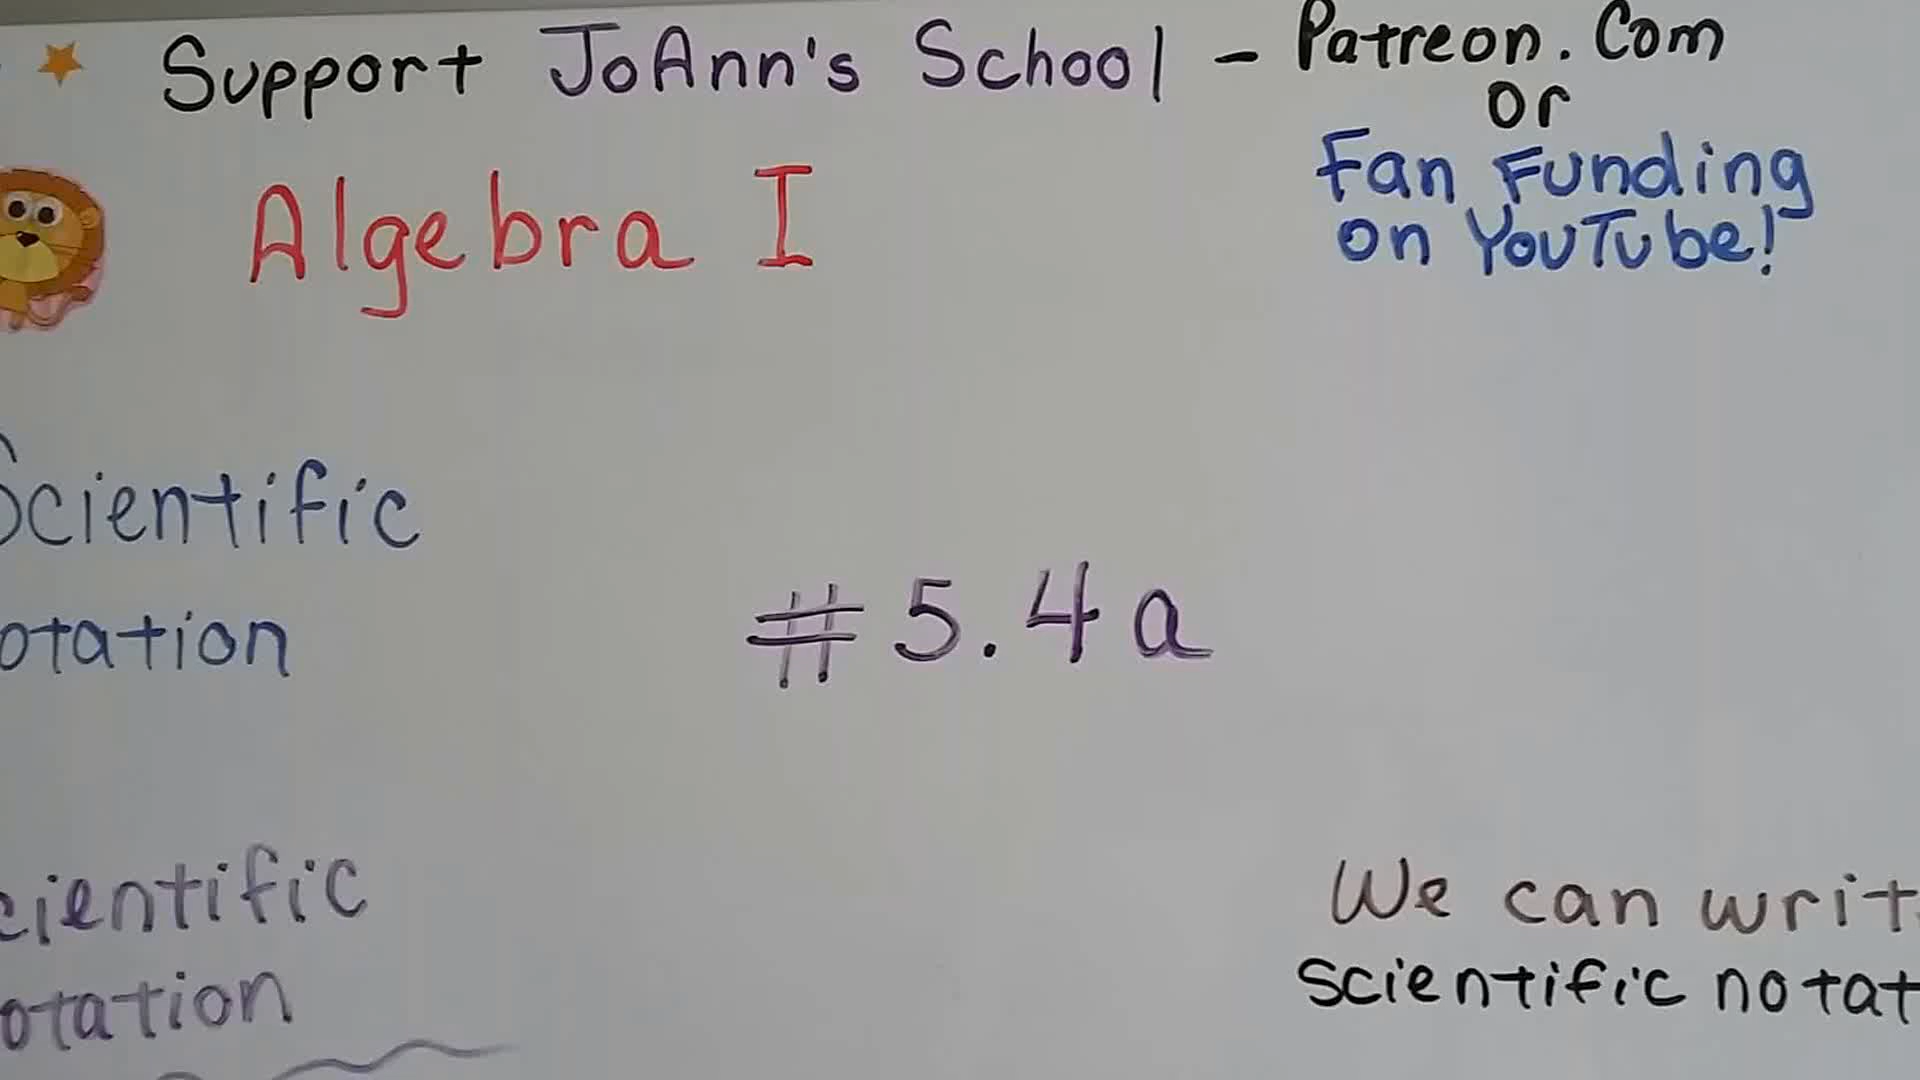 Support JoAnn's School - Patreon.Com
or
Fan Funding
on YouTube!
Algebra I
Scientific
otation
#5.4a
cientific
otation
We can writ
scientific notat